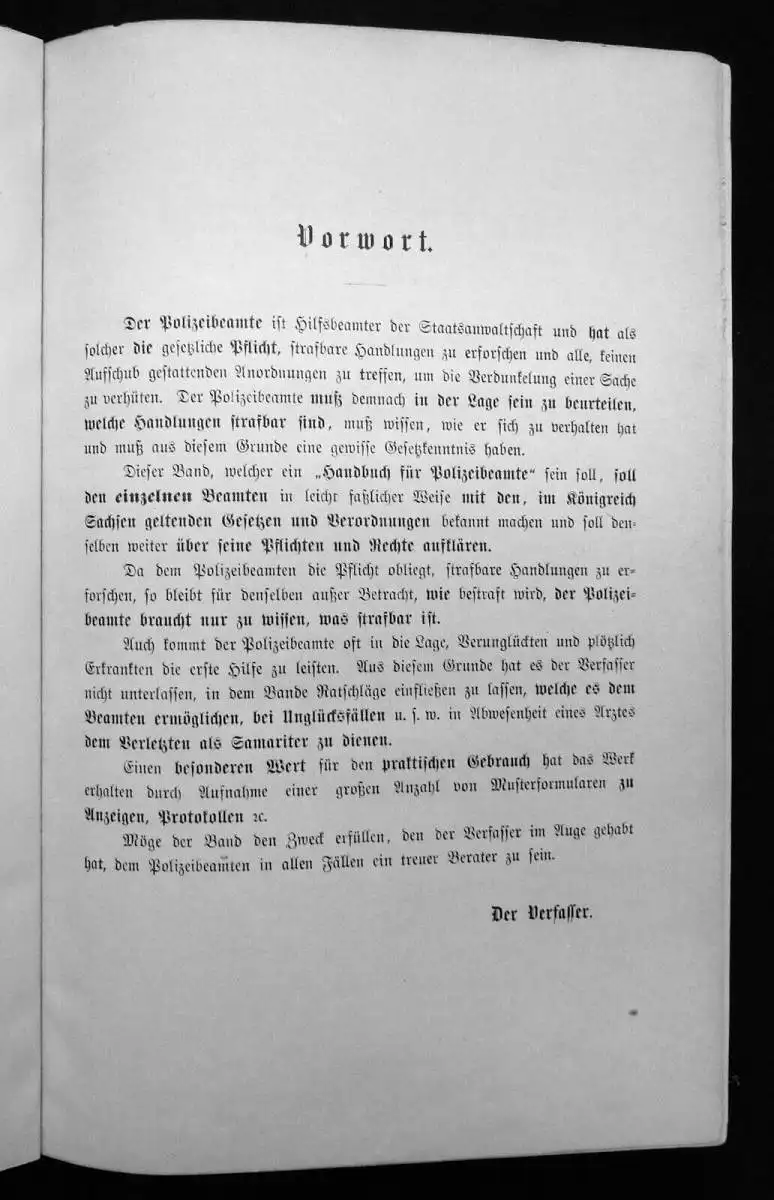 Vorwort.
Der Polizeibeamte ist Hilfsbeamter der Staatsanwaltschaft und hat als
solcher die gesetzliche Pflicht, strafbare Handlungen zu erforschen und alle, keinen
Aufschub gestattenden Anordnungen zu treffen, um die Verdunkelung einer Sache
zu verhüten. Der Polizeibeamte muß demnach in der Lage sein zu beurteilen,
welche Handlungen strafbar sind, muß wissen, wie er sich zu verhalten hat
und muß aus diesem Grunde eine gewisse Gesetzkenntnis haben.
Dieser Band, welcher ein „Handbuch für Polizeibeamte“ sein soll, soll
den einzelnen Beamten in leicht faßlicher Weise mit den, im Königreich
Sachsen geltenden Gesetzen und Verordnungen bekannt machen und soll den-
selben weiter über seine Pflichten und Rechte aufklären.
Da dem Polizeibeamten die Pflicht obliegt, strafbare Handlungen zu er-
forschen, so bleibt für denselben außer Betracht, wie bestraft wird, der Polizei-
beamte braucht nur zu wissen, was strafbar ist.
Auch kommt der Polizeibeamte oft in die Lage, Verunglückten und plötzlich
Erkrankten die erste Hilfe zu leisten. Aus diesem Grunde hat es der Verfasser
nicht unterlassen, in dem Bande Ratschläge einfließen zu lassen, welche es dem
Beamten ermöglichen, bei Unglücksfällen u. s. w. in Abwesenheit eines Arztes
dem Verletzten als Samariter zu dienen.
Einen besonderen Wert für den praktischen Gebrauch hat das Werk
erhalten durch Aufnahme einer großen Anzahl von Musterformularen zu
Anzeigen, Protokollen ꝛc.
Möge der Band den Zweck erfüllen, den der Verfasser im Auge gehabt
hat, dem Polizeibeamten in allen Fällen ein treuer Berater zu sein.
Der Verfasser.